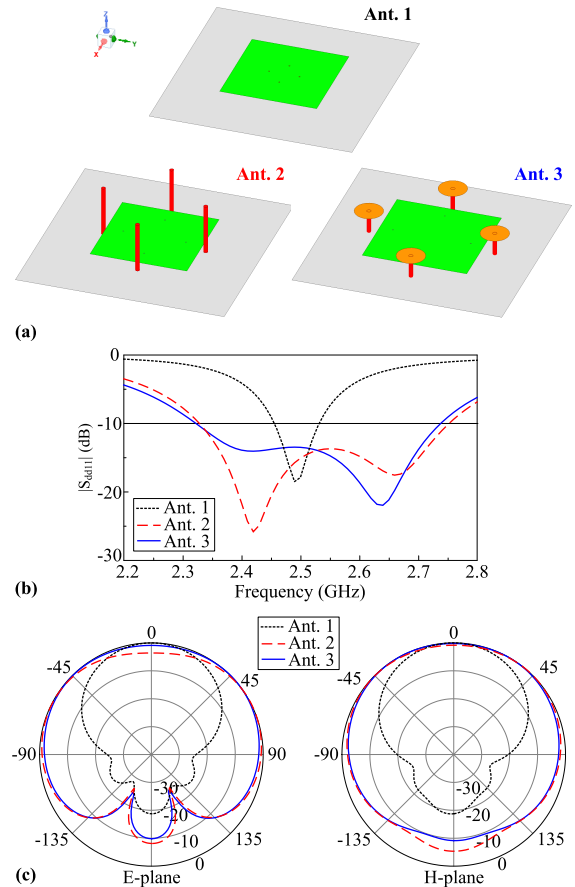 Ant. 1
Z
Y
X
Ant. 2
Ant. 3
(a)
0
-10
-20
-30
|S_dd11| (dB)
Ant. 1
Ant. 2
Ant. 3
2.2 2.3 2.4 2.5 2.6 2.7 2.8
Frequency (GHz)
(b)
Ant. 1
Ant. 2
Ant. 3
0
-45 45
-90 90
-30
-20
-10
-135 135
0
E-plane
0
-45 45
-90 90
-30
-20
-10
-135 135
0
H-plane
(c)